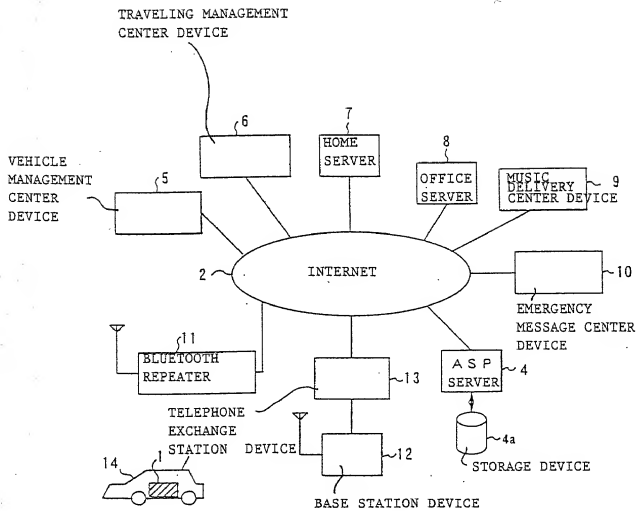 TRAVELING MANAGEMENT
CENTER DEVICE
6
7
HOME
SERVER
8
OFFICE
SERVER
MUSIC
DELIVERY
CENTER DEVICE
9
VEHICLE
MANAGEMENT
CENTER
DEVICE
5
2
INTERNET
10
EMERGENCY
MESSAGE CENTER
DEVICE
11
BLUETOOTH
REPEATER
13
ASP
SERVER
4
TELEPHONE
EXCHANGE
STATION DEVICE
12
4a
STORAGE DEVICE
14
1
BASE STATION DEVICE